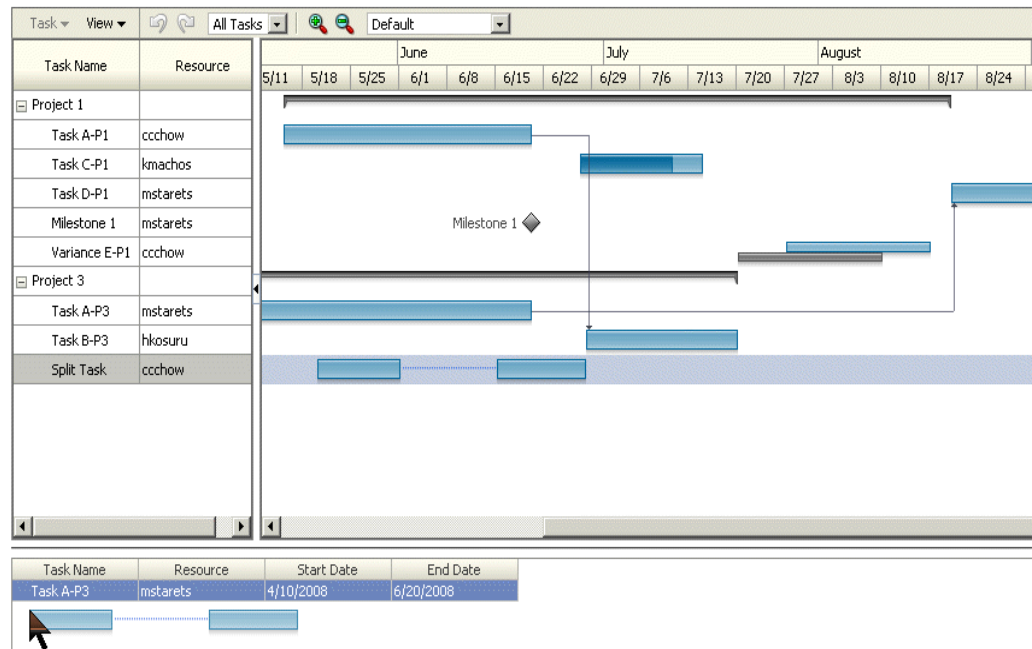 Task View All Tasks Default
Task Name Resource
June July August
5/11 5/18 5/25 6/1 6/8 6/15 6/22 6/29 7/6 7/13 7/20 7/27 8/3 8/10 8/17 8/24
Project 1
Task A-P1 ccchow
Task C-P1 kmachos
Task D-P1 mstarets
Milestone 1 mstarets Milestone 1
Variance E-P1 ccchow
Project 3
Task A-P3 mstarets
Task B-P3 hkosuru
Split Task ccchow
Task Name Resource Start Date End Date
Task A-P3 mstarets 4/10/2008 6/20/2008